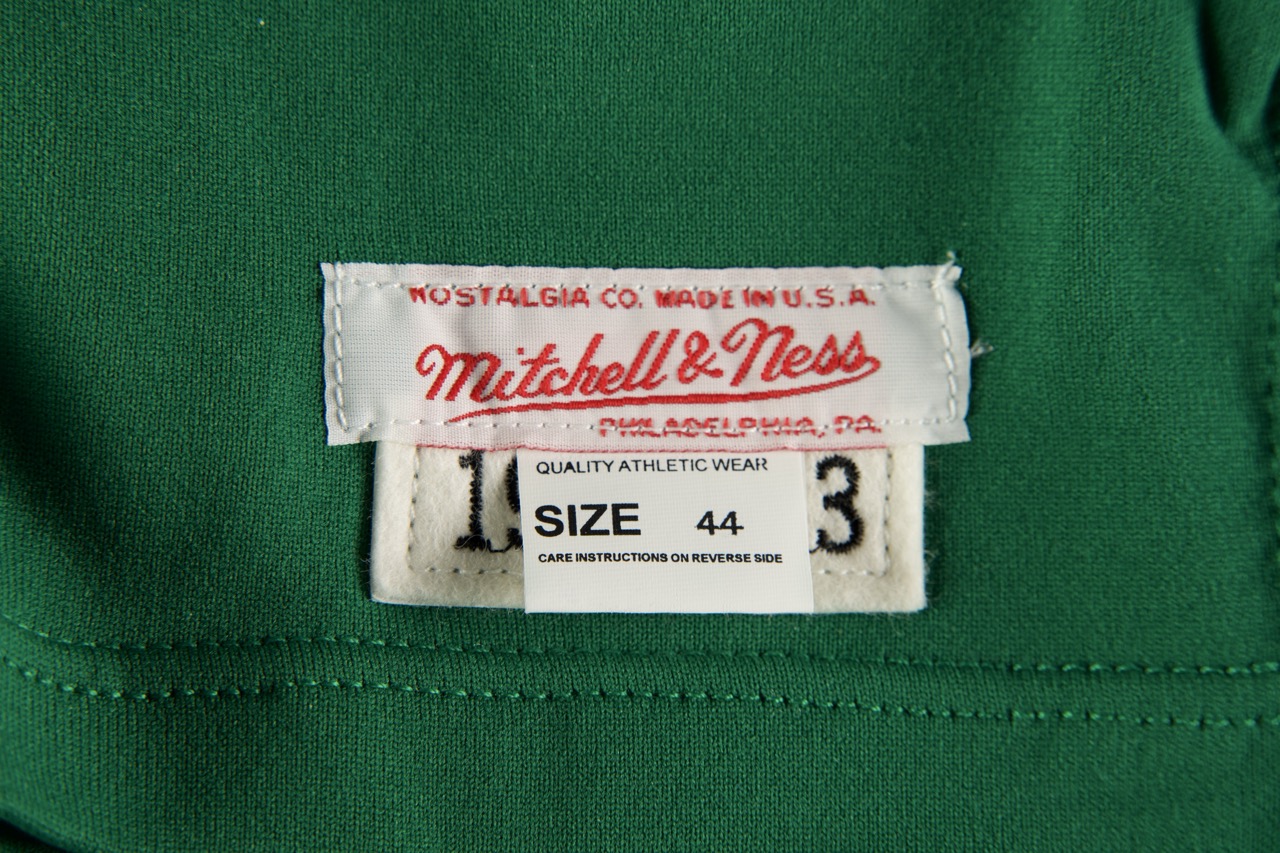 NOSTALGIA CO. MADE IN U.S.A.
Mitchell & Ness
PHILADELPHIA, PA.
QUALITY ATHLETIC WEAR
SIZE 44
CARE INSTRUCTIONS ON REVERSE SIDE